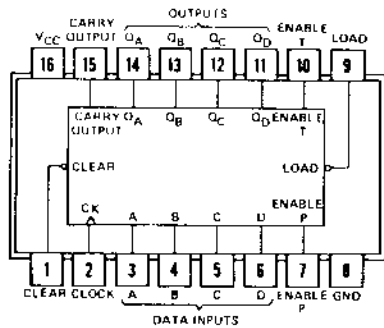 OUTPUTS
VCC CARRY OUTPUT QA QB QC QD ENABLE T LOAD
16 15 14 13 12 11 10 9
CARRY OUTPUT QA QB QC QD ENABLE T
CLEAR LOAD
CK A B C D ENABLE P
1 2 3 4 5 6 7 8
CLEAR CLOCK A B C D ENABLE P GND
DATA INPUTS